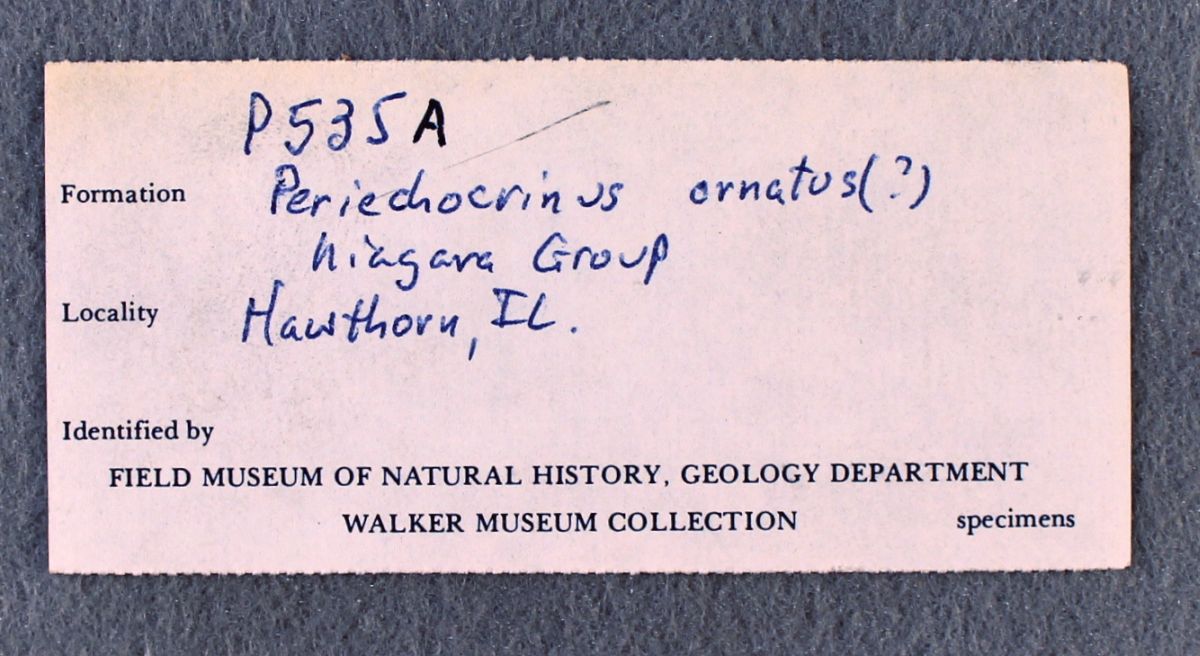 P535A
Formation Periechocrinus ornatus(?)
Niagara Group
Locality Hawthorn, IL.
Identified by
FIELD MUSEUM OF NATURAL HISTORY, GEOLOGY DEPARTMENT
WALKER MUSEUM COLLECTION specimens